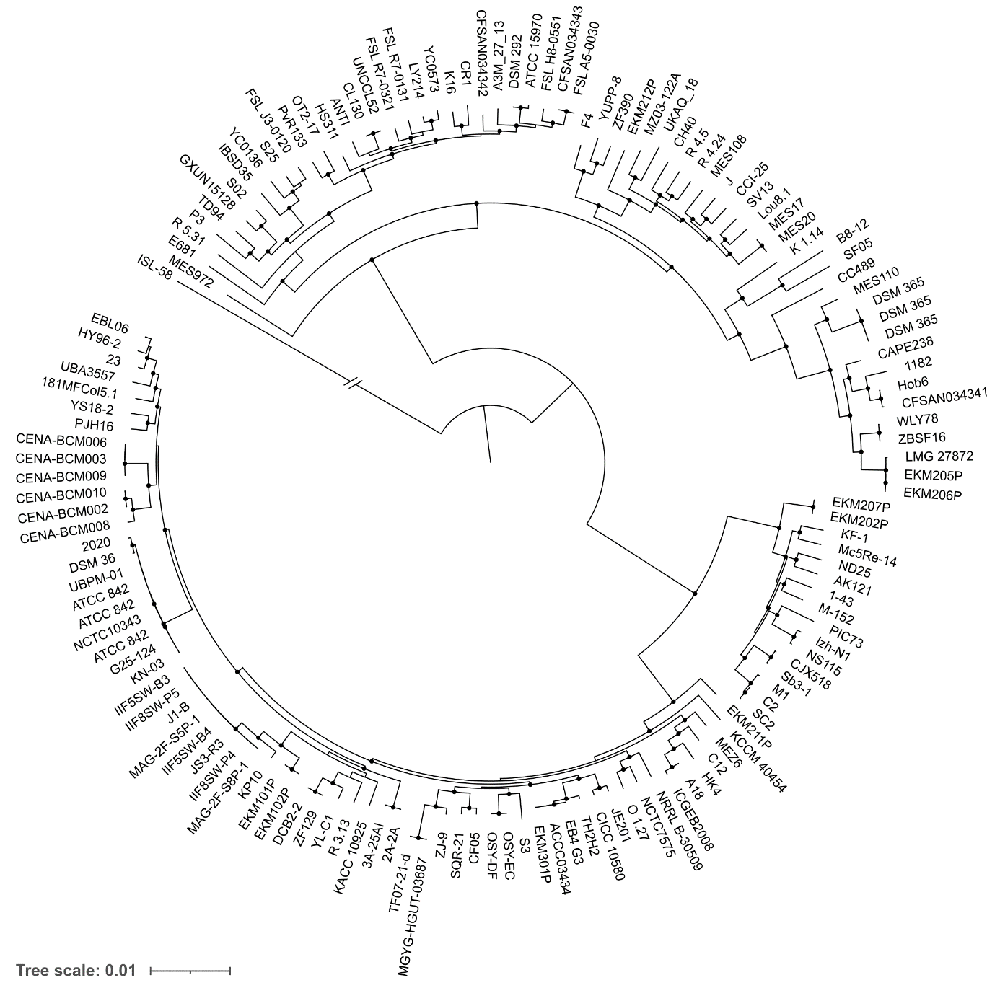 ISL-58
MES972
E681
R 5.31
P3
TD94
GXUN15128
S02
IBSD35
YC0136
S25
FSL J3-0120
PvR133
OT2-17
HS311
ANTI
CL130
UNCCL52
FSL R7-0321
FSL R7-0131
LY214
YC0573
K16
CR1
CFSAN034342
A3M_27_13
DSM 292
ATCC 15970
FSL H8-0551
CFSAN034343
FSL A5-0030
F4
YUPP-8
ZF390
EKM212P
MZ03-122A
UKAQ_18
CH40
R 4.5
R 4.24
MES108
J
CCI-25
SV13
Lou8.1
MES17
MES20
K 1.14
B8-12
SF05
CC489
MES110
DSM 365
DSM 365
DSM 365
CAPE238
1182
Hob6
CFSAN034341
WLY78
ZBSF16
LMG 27872
EKM205P
EKM206P
EKM207P
EKM202P
KF-1
Mc5Re-14
ND25
AK121
1-43
M-152
PIC73
Izh-N1
NS115
CJX518
Sb3-1
M1
C2
SC2
EKM211P
KCCM 40454
MEZ6
C12
HK4
A18
ICGEB2008
NRRL B-30509
NCTC7575
O 1.27
JE201
CICC 10580
TH2H2
EB4 G3
ACCC03434
EKM301P
S3
OSY-EC
OSY-DF
CF05
SQR-21
ZJ-9
MGYG-HGUT-03687
TF07-21-d
2A-2A
3A-25AI
KACC 10925
R 3.13
YL-C1
ZF129
DCB2-2
EKM102P
EKM101P
KP10
MAG-2F-S8P-1
IIF8SW-P4
JS3-R3
IIF5SW-B4
MAG-2F-S5P-1
J1-B
IIF8SW-P5
IIF5SW-B3
KN-03
G25-124
ATCC 842
NCTC10343
ATCC 842
ATCC 842
UBPM-01
DSM 36
2020
CENA-BCM008
CENA-BCM002
CENA-BCM010
CENA-BCM009
CENA-BCM003
CENA-BCM006
PJH16
YS18-2
181MFCol5.1
UBA3557
23
HY96-2
EBL06
Tree scale: 0.01